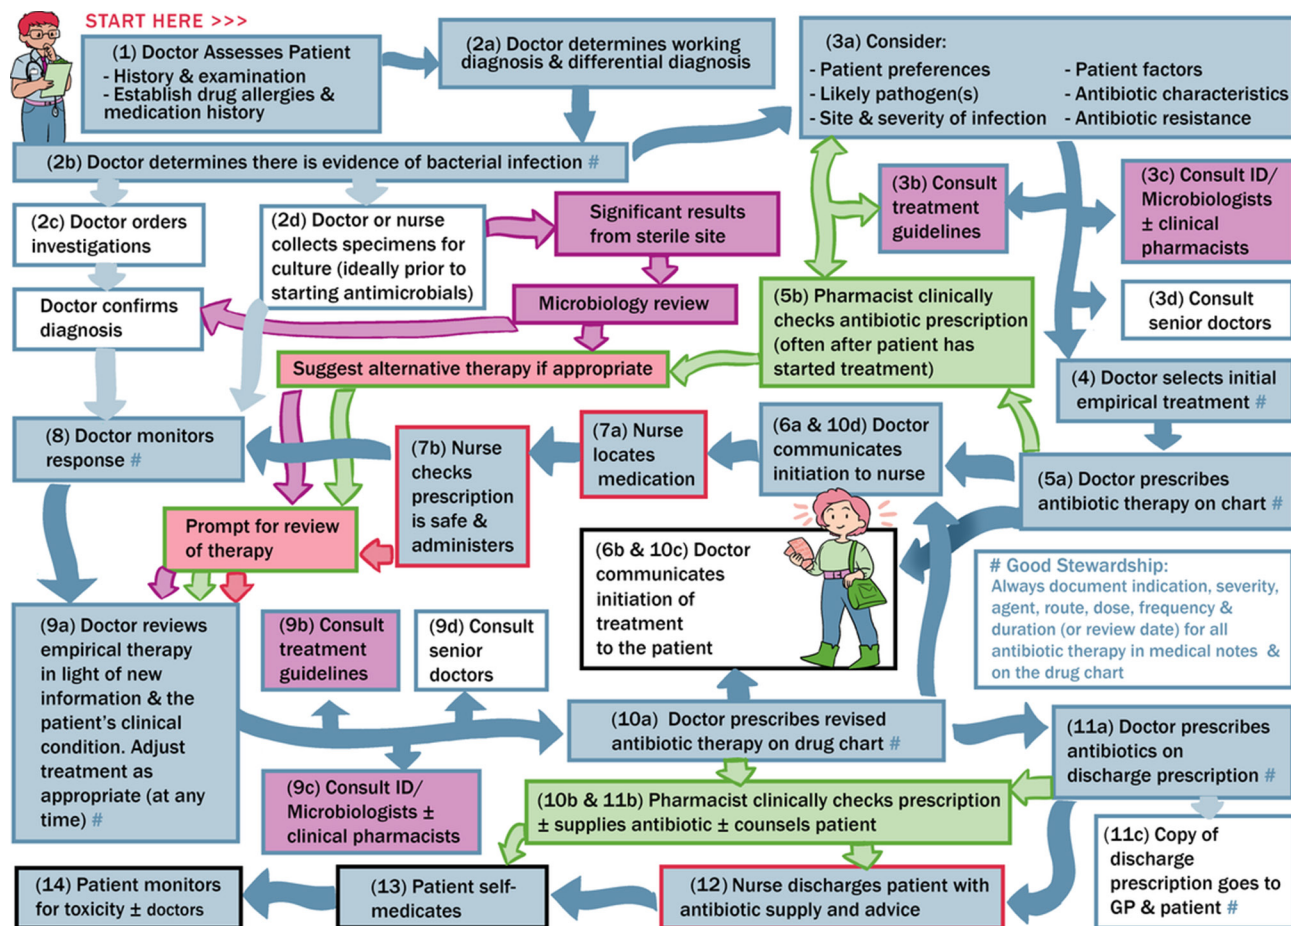 START HERE >>>
(1) Doctor Assesses Patient
- History & examination
- Establish drug allergies &
medication history
(2a) Doctor determines working
diagnosis & differential diagnosis
(3a) Consider:
- Patient preferences
- Likely pathogen(s)
- Site & severity of infection
- Patient factors
- Antibiotic characteristics
- Antibiotic resistance
(2b) Doctor determines there is evidence of bacterial infection #
(2c) Doctor orders
investigations
(2d) Doctor or nurse
collects specimens for
culture (ideally prior to
starting antimicrobials)
Significant results
from sterile site
(3b) Consult
treatment
guidelines
(3c) Consult ID/
Microbiologists
± clinical
pharmacists
Doctor confirms
diagnosis
Microbiology review
(5b) Pharmacist clinically
checks antibiotic prescription
(often after patient has
started treatment)
(3d) Consult
senior doctors
Suggest alternative therapy if appropriate
(4) Doctor selects initial
empirical treatment #
(8) Doctor monitors
response #
(7b) Nurse
checks
prescription
is safe &
administers
(7a) Nurse
locates
medication
(6a & 10d) Doctor
communicates
initiation to nurse
(5a) Doctor prescribes
antibiotic therapy on chart #
Prompt for review
of therapy
(6b & 10c) Doctor
communicates
initiation of
treatment
to the patient
# Good Stewardship:
Always document indication, severity,
agent, route, dose, frequency &
duration (or review date) for all
antibiotic therapy in medical notes &
on the drug chart
(9a) Doctor reviews
empirical therapy
in light of new
information & the
patient's clinical
condition. Adjust
treatment as
appropriate (at any
time) #
(9b) Consult
treatment
guidelines
(9d) Consult
senior
doctors
(9c) Consult ID/
Microbiologists ±
clinical pharmacists
(10a) Doctor prescribes revised
antibiotic therapy on drug chart #
(11a) Doctor prescribes
antibiotics on
discharge prescription #
(10b & 11b) Pharmacist clinically checks prescription
± supplies antibiotic ± counsels patient
(11c) Copy of
discharge
prescription goes to
GP & patient #
(14) Patient monitors
for toxicity ± doctors
(13) Patient self-
medicates
(12) Nurse discharges patient with
antibiotic supply and advice